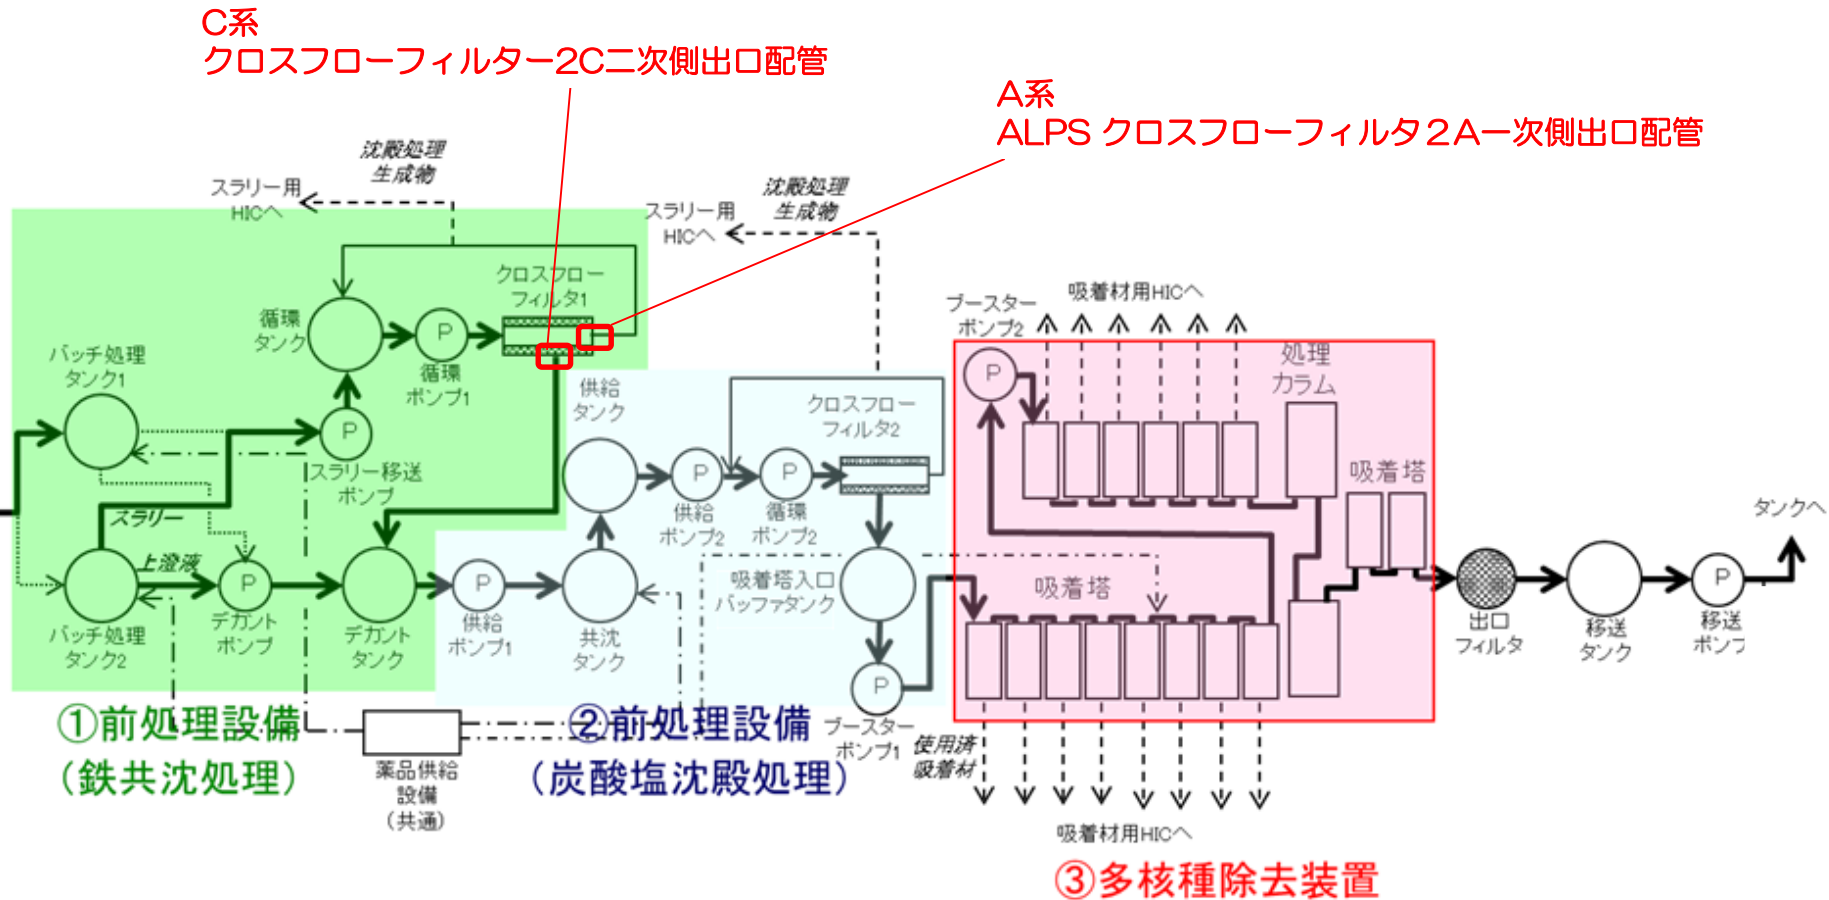 C系
クロスフローフィルター2C二次側出口配管
A系
ALPS クロスフローフィルタ2A一次側出口配管
沈殿処理
生成物
スラリー用
HICへ
沈殿処理
生成物
スラリー用
HICへ
クロスフロー
フィルタ1
循環
タンク
P
循環
ポンプ1
バッチ処理
タンク1
P
スラリー移送
ポンプ
スラリー
上澄液
バッチ処理
タンク2
P
デカント
ポンプ
デカント
タンク
供給
タンク
P
供給
ポンプ2
P
循環
ポンプ2
クロスフロー
フィルタ2
P
供給
ポンプ1
共沈
タンク
吸着塔入口
バッファタンク
P
ブースター
ポンプ1
ブースター
ポンプ2
P
吸着材用HICへ
処理
カラム
吸着塔
吸着塔
使用済
吸着材
吸着材用HICへ
出口
フィルタ
移送
タンク
P
移送
ポンプ
タンクへ
①前処理設備
(鉄共沈処理)
薬品供給
設備
(共通)
②前処理設備
(炭酸塩沈殿処理)
③多核種除去装置